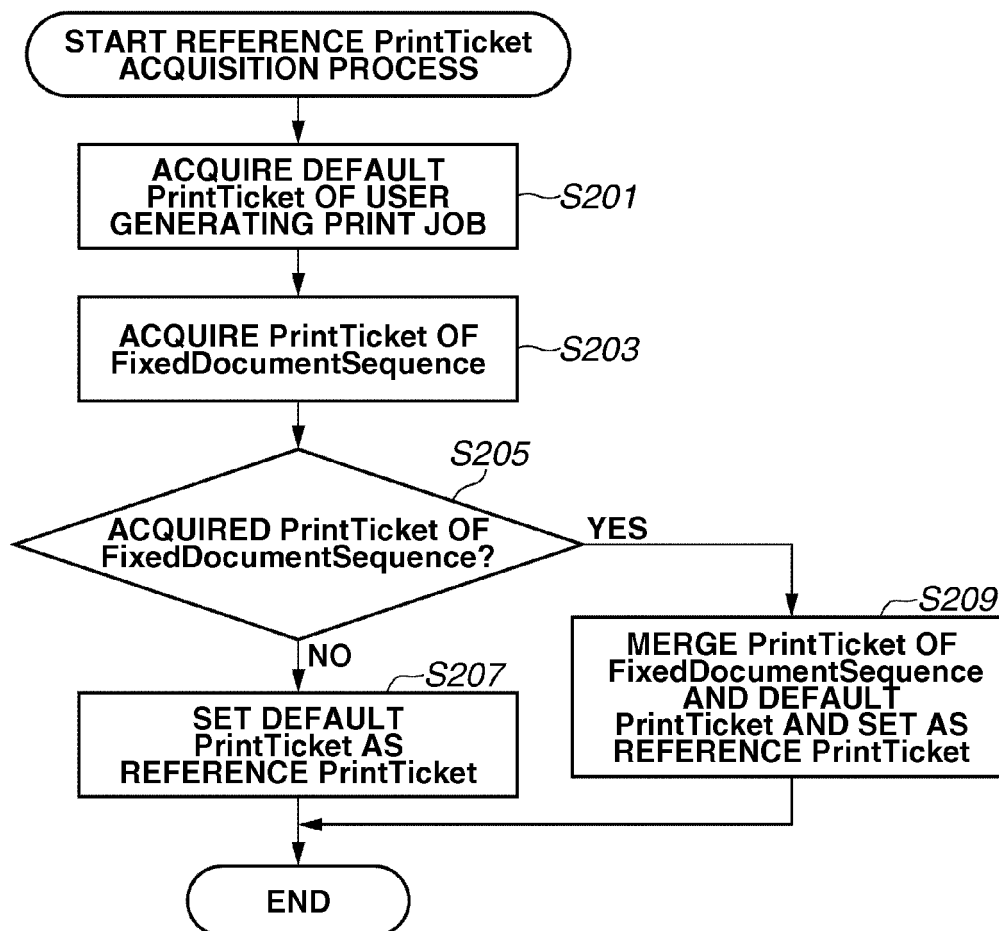 START REFERENCE PrintTicket
ACQUISITION PROCESS
ACQUIRE DEFAULT
PrintTicket OF USER
GENERATING PRINT JOB
S201
ACQUIRE PrintTicket OF
FixedDocumentSequence
S203
S205
ACQUIRED PrintTicket OF
FixedDocumentSequence?
YES
NO
S207
SET DEFAULT
PrintTicket AS
REFERENCE PrintTicket
S209
MERGE PrintTicket OF
FixedDocumentSequence
AND DEFAULT
PrintTicket AND SET AS
REFERENCE PrintTicket
END